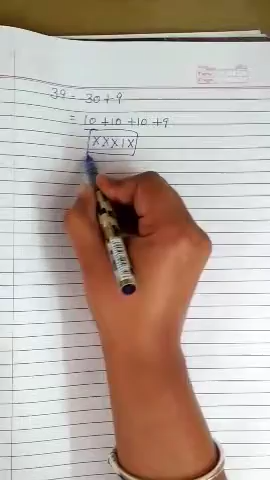 39 = 30 + 9
= 10 + 10 + 10 + 9
XXXIX